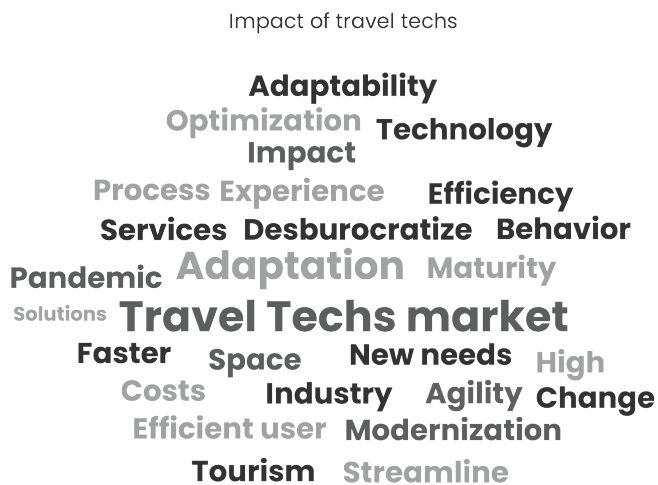 Impact of travel techs
Adaptability
Optimization Technology
Impact
Process Experience Efficiency
Services Desburocratize Behavior
Pandemic Adaptation Maturity
Solutions Travel Techs market
Faster Space New needs High
Costs Industry Agility Change
Efficient user Modernization
Tourism Streamline